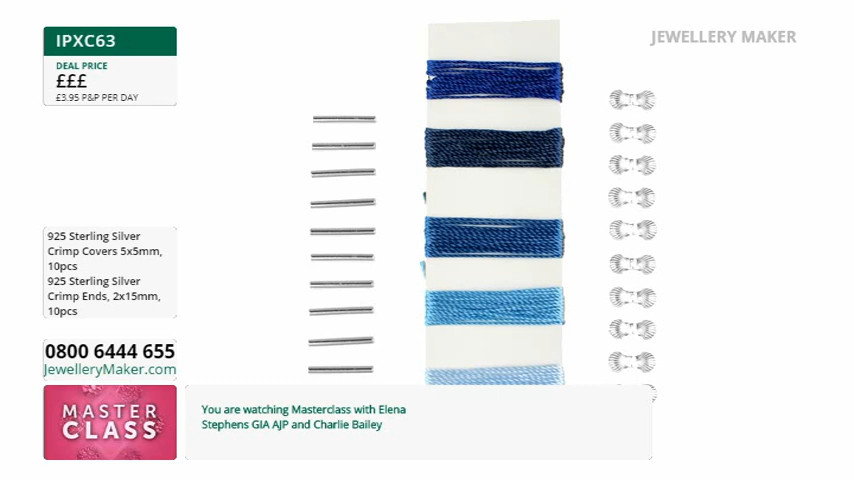 IPXC63
DEAL PRICE
£££
£3.95 P&P PER DAY
JEWELLERY MAKER
925 Sterling Silver
Crimp Covers 5x5mm,
10pcs
925 Sterling Silver
Crimp Ends, 2x15mm,
10pcs
0800 6444 655
JewelleryMaker.com
MASTER
CLASS
You are watching Masterclass with Elena
Stephens GIA AJP and Charlie Bailey